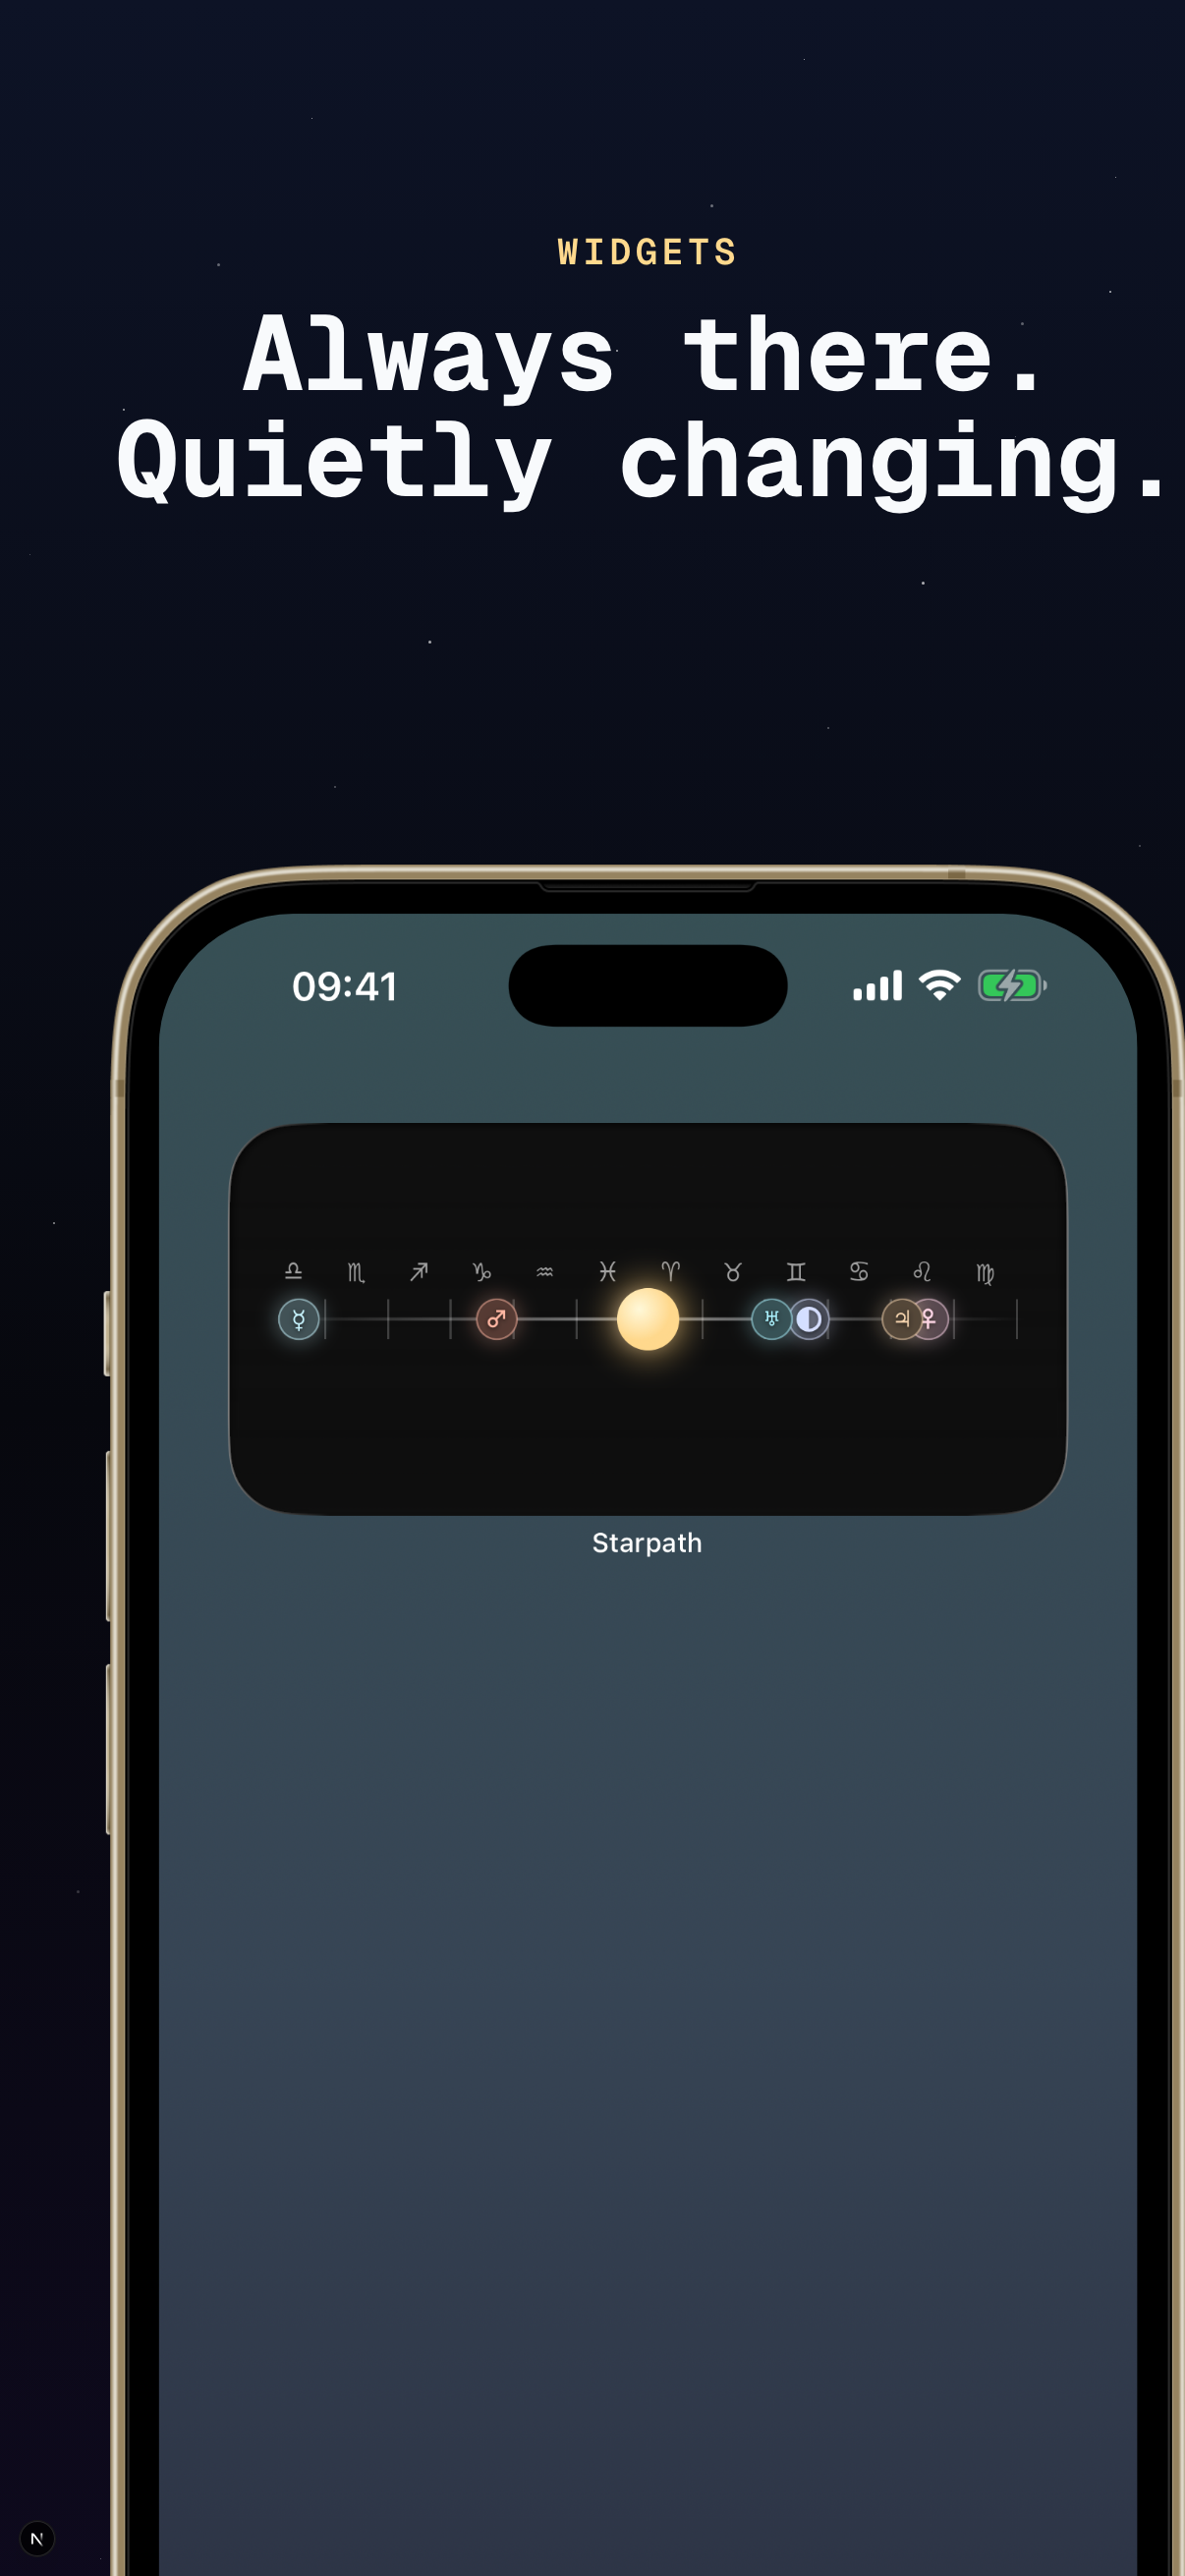 WIDGETS
Always there.
Quietly changing.
09:41
♎︎ ♏︎ ♐︎ ♑︎ ♒︎ ♓︎ ♈︎ ♉︎ ♊︎ ♋︎ ♌︎ ♍︎
☿ ♂ ♅ ♃ ♀
Starpath
N